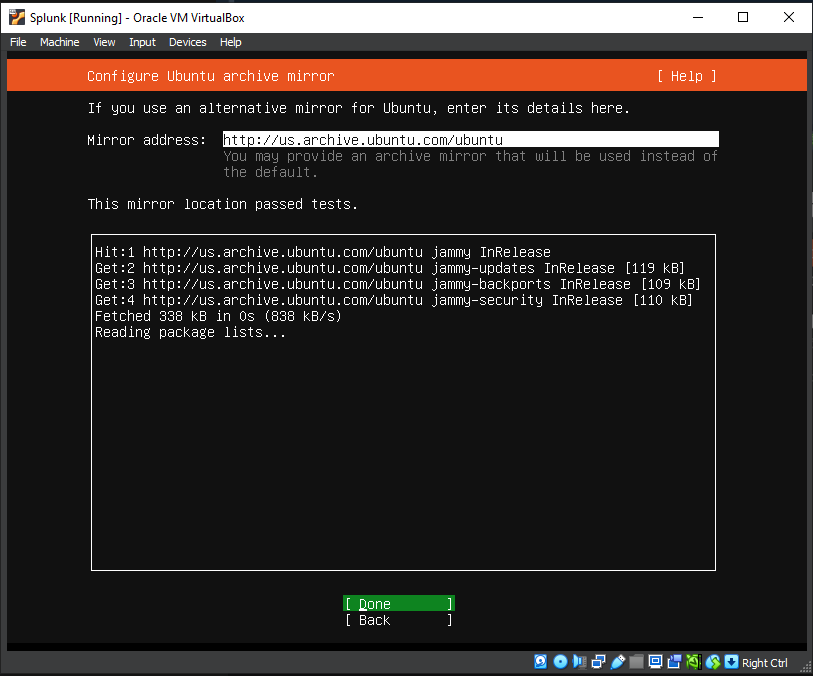 Splunk [Running] - Oracle VM VirtualBox
File Machine View Input Devices Help
Configure Ubuntu archive mirror [ Help ]
If you use an alternative mirror for Ubuntu, enter its details here.
Mirror address: http://us.archive.ubuntu.com/ubuntu
You may provide an archive mirror that will be used instead of
the default.
This mirror location passed tests.
Hit:1 http://us.archive.ubuntu.com/ubuntu jammy InRelease
Get:2 http://us.archive.ubuntu.com/ubuntu jammy-updates InRelease [119 kB]
Get:3 http://us.archive.ubuntu.com/ubuntu jammy-backports InRelease [109 kB]
Get:4 http://us.archive.ubuntu.com/ubuntu jammy-security InRelease [110 kB]
Fetched 338 kB in 0s (838 kB/s)
Reading package lists...
[ Done ]
[ Back ]
Right Ctrl